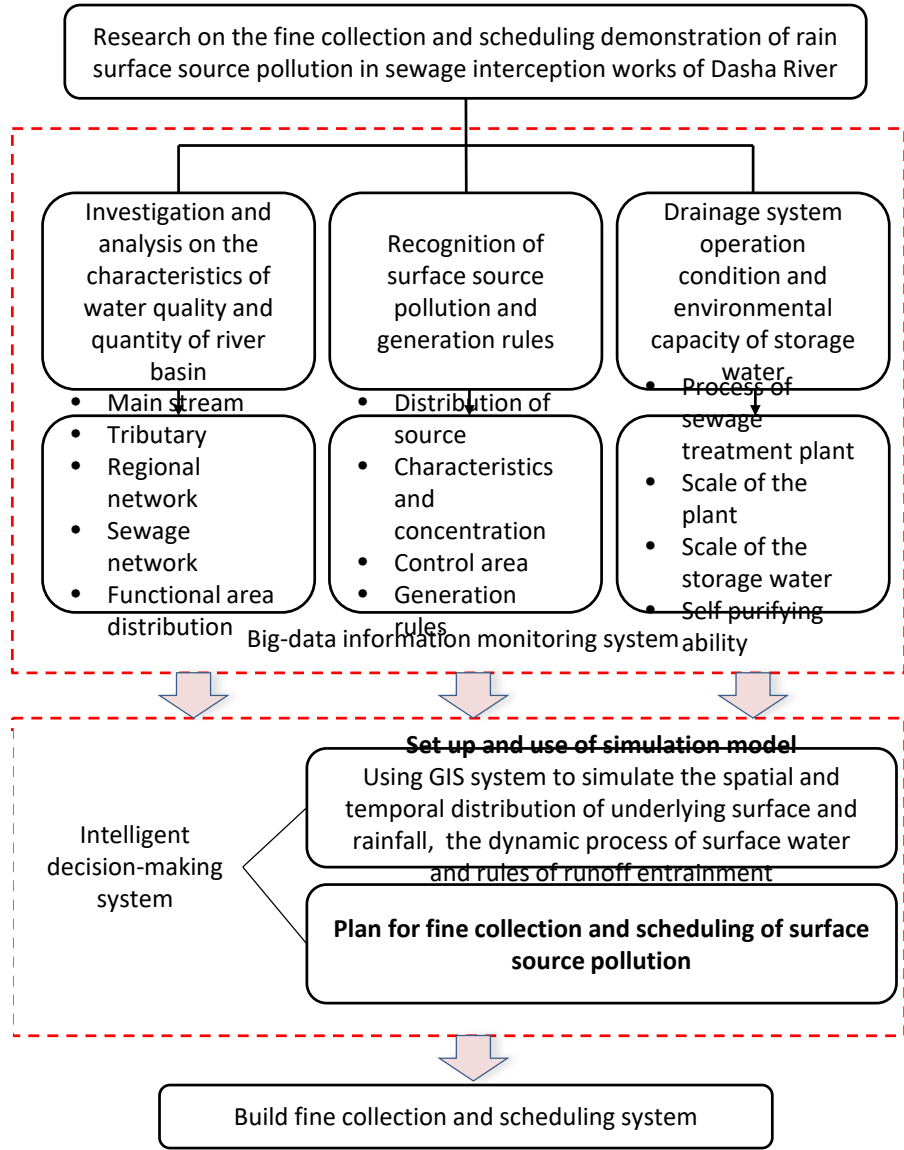 Research on the fine collection and scheduling demonstration of rain
surface source pollution in sewage interception works of Dasha River
Investigation and
analysis on the
characteristics of
water quality and
quantity of river
basin
Recognition of
surface source
pollution and
generation rules
Drainage system
operation
condition and
environmental
capacity of storage
water
• Main stream
• Tributary
• Regional
network
• Sewage
network
• Functional area
distribution
• Distribution of
source
• Characteristics
and
concentration
• Control area
• Generation
rules
• Process of
sewage
treatment plant
• Scale of the
plant
• Scale of the
storage water
• Self purifying
ability
Big-data information monitoring system
Intelligent
decision-making
system
Set up and use of simulation model
Using GIS system to simulate the spatial and
temporal distribution of underlying surface and
rainfall, the dynamic process of surface water
and rules of runoff entrainment
Plan for fine collection and scheduling of surface
source pollution
Build fine collection and scheduling system